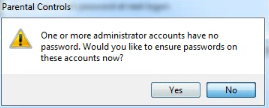 Parental Controls
One or more administrator accounts have no
password. Would you like to ensure passwords on
these accounts now?
Yes
No